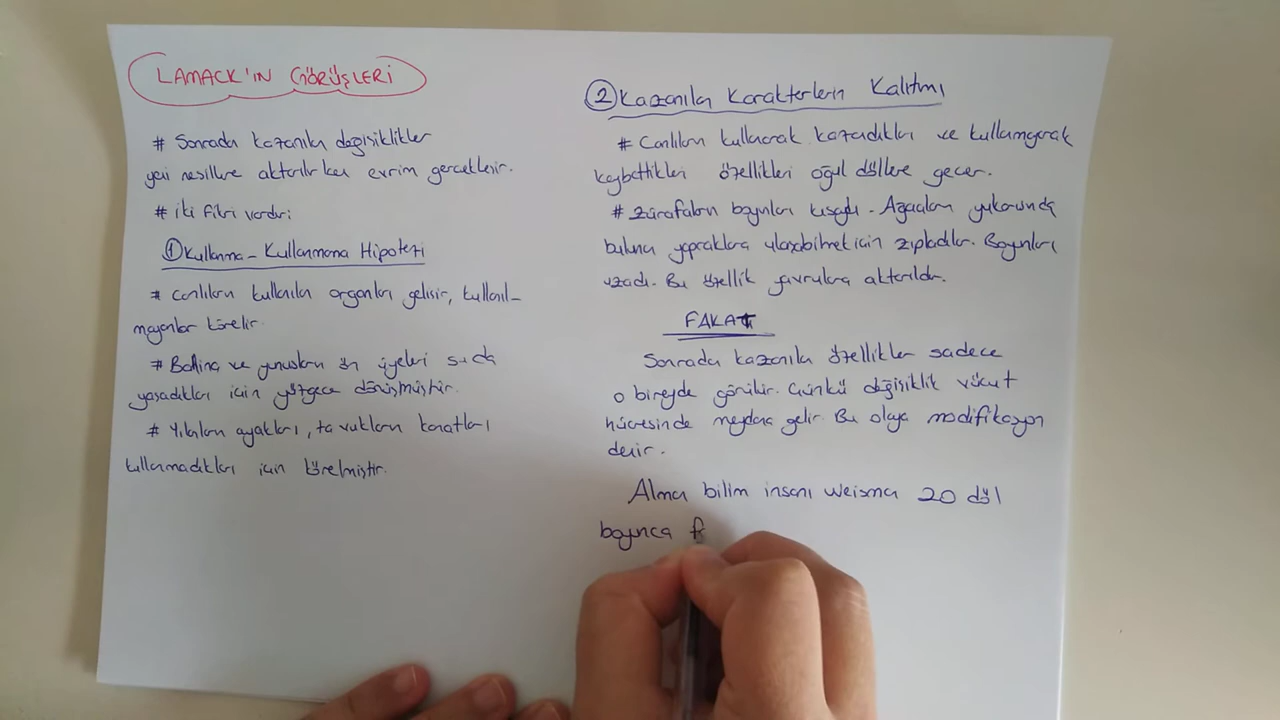 LAMACK'IN GÖRÜŞLERİ
# Sonradan kazanılan değişiklikler
yeni nesillere aktarılırken evrim gerçekleşir.
# iki fikri vardır:
① Kullanma - Kullanmama Hipotezi
# canlıların kullanılan organları gelişir, kullanıl-
mayanlar körelir.
# Balina ve yunusların ön üyeleri suda
yaşadıkları için yüzgece dönüşmüştür.
# Yılanların ayakları, tavukların kanatları
kullanmadıkları için körelmiştir.
② Kazanılan Karakterlerin Kalıtımı
# Canlıların kullanarak kazandıkları ve kullanmayarak
kaybettikleri özellikleri oğul döllere geçer.
# Zürafaların boyunları kısaydı. Ağaçların yukarısında
bulunan yapraklara ulaşabilmek için zıpladılar. Boyunları
uzadı. Bu özellik yavrulara aktarıldı.
FAKAT
Sonradan kazanılan özellikler sadece
o bireyde görülür. Çünkü değişiklik vücut
hücresinde meydana gelir. Bu olaya modifikasyon
denir.
Alman bilim insanı Weisman 20 döl
boyunca f